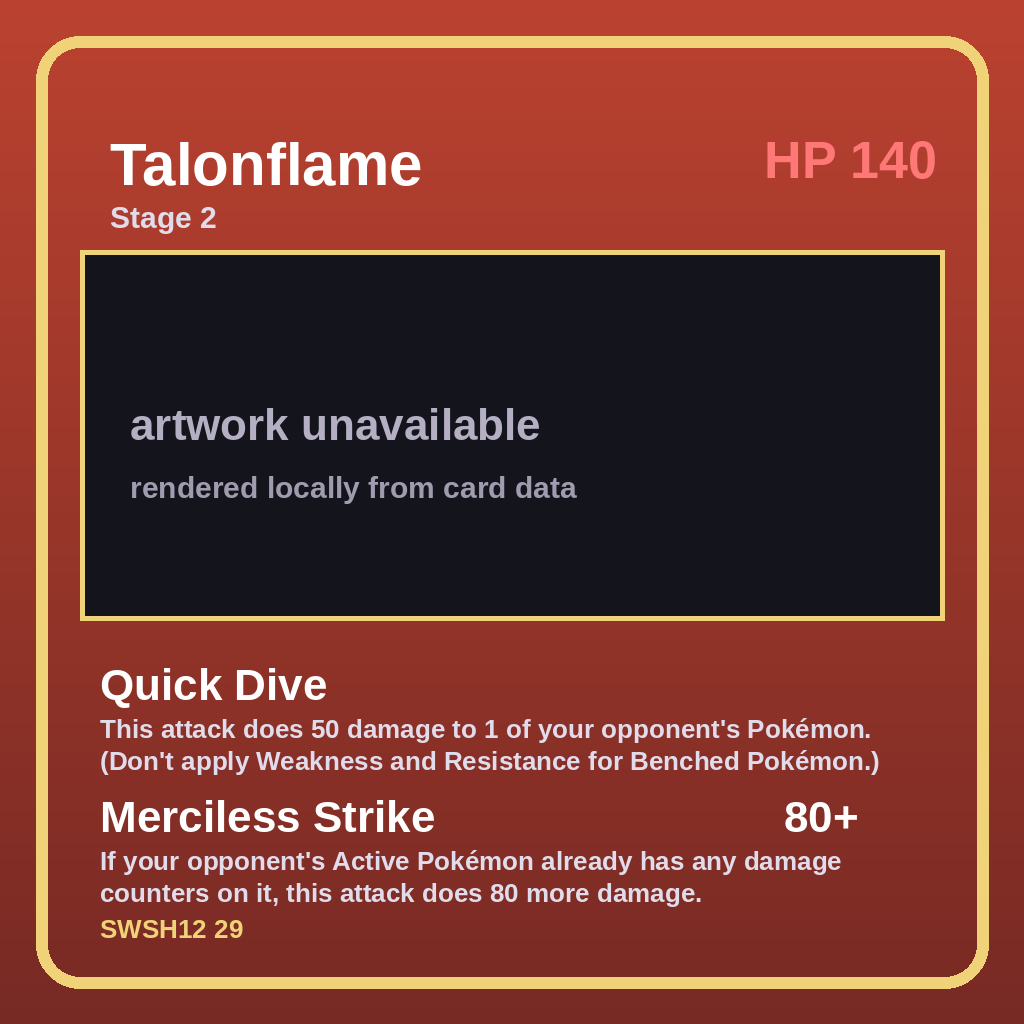 Talonflame
HP 140
Stage 2
artwork unavailable
rendered locally from card data
Quick Dive
This attack does 50 damage to 1 of your opponent's Pokémon.
(Don't apply Weakness and Resistance for Benched Pokémon.)
Merciless Strike
80+
If your opponent's Active Pokémon already has any damage
counters on it, this attack does 80 more damage.
SWSH12 29